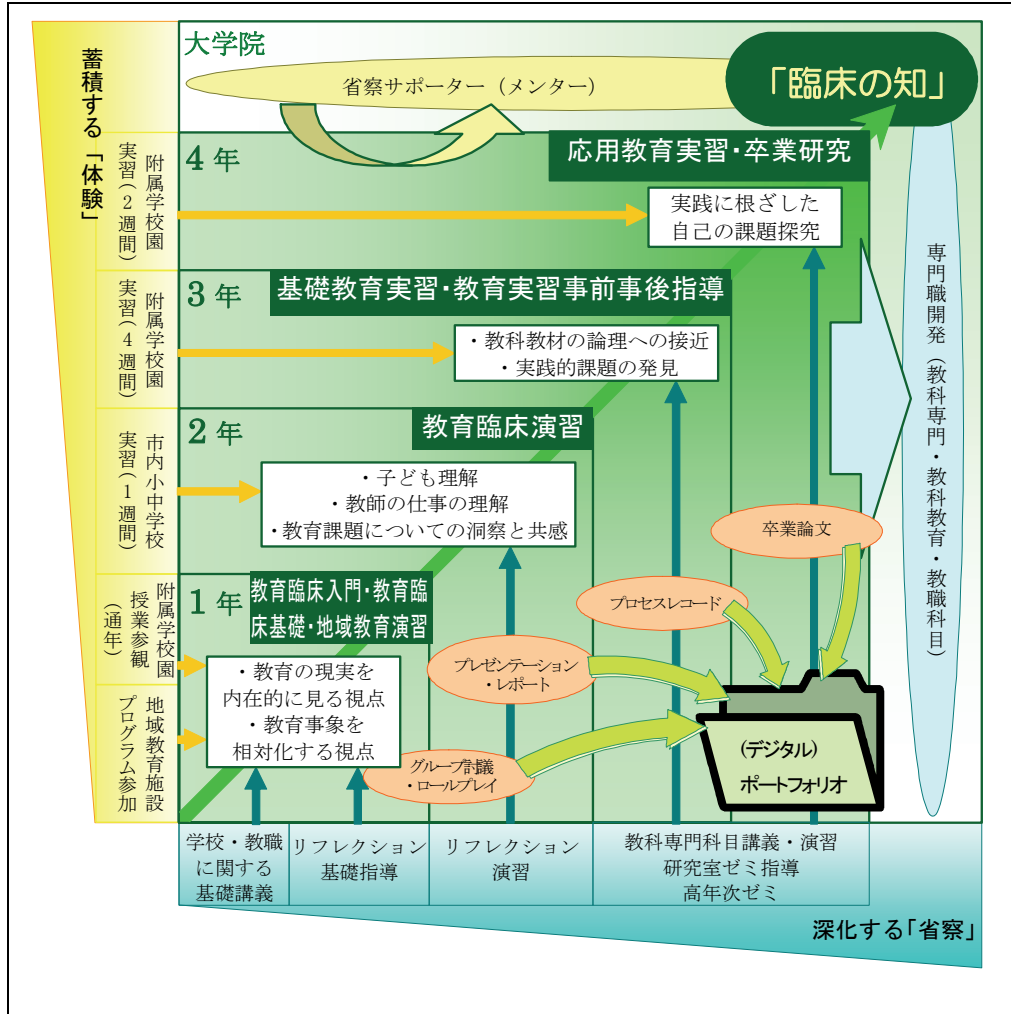 大学院
省察サポーター（メンター）
「臨床の知」
蓄積する「体験」
4 年
応用教育実習・卒業研究
附属学校園
実習(2週間)
実践に根ざした
自己の課題探究
3 年
基礎教育実習・教育実習事前事後指導
附属学校園
実習(4週間)
・教科教材の論理への接近
・実践的課題の発見
2 年
教育臨床演習
市内小中学校
実習(1週間)
・子ども理解
・教師の仕事の理解
・教育課題についての洞察と共感
専門職開発（教科専門・教科教育・教職科目）
1 年
教育臨床入門・教育臨
床基礎・地域教育演習
附属学校園
授業参観
(通年)
・教育の現実を
内在的に見る視点
・教育事象を
相対化する視点
地域教育施設
プログラム参加
卒業論文
プロセスレコード
プレゼンテーション
・レポート
グループ討議
・ロールプレイ
(デジタル)
ポートフォリオ
学校・教職
に関する
基礎講義
リフレクション
基礎指導
リフレクション
演習
教科専門科目講義・演習
研究室ゼミ指導
高年次ゼミ
深化する「省察」